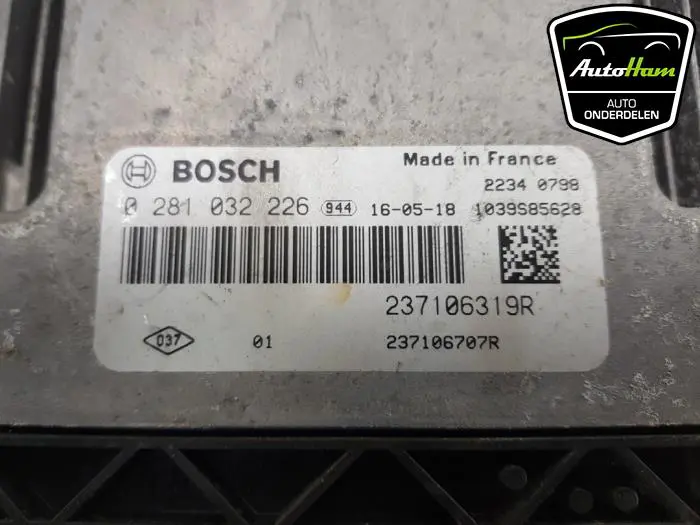 AutoHam
AUTO
ONDERDELEN
BOSCH
Made in France
2234 0798
0 281 032 226 944 16-05-18 1039S85628
237106319R
037 01 237106707R